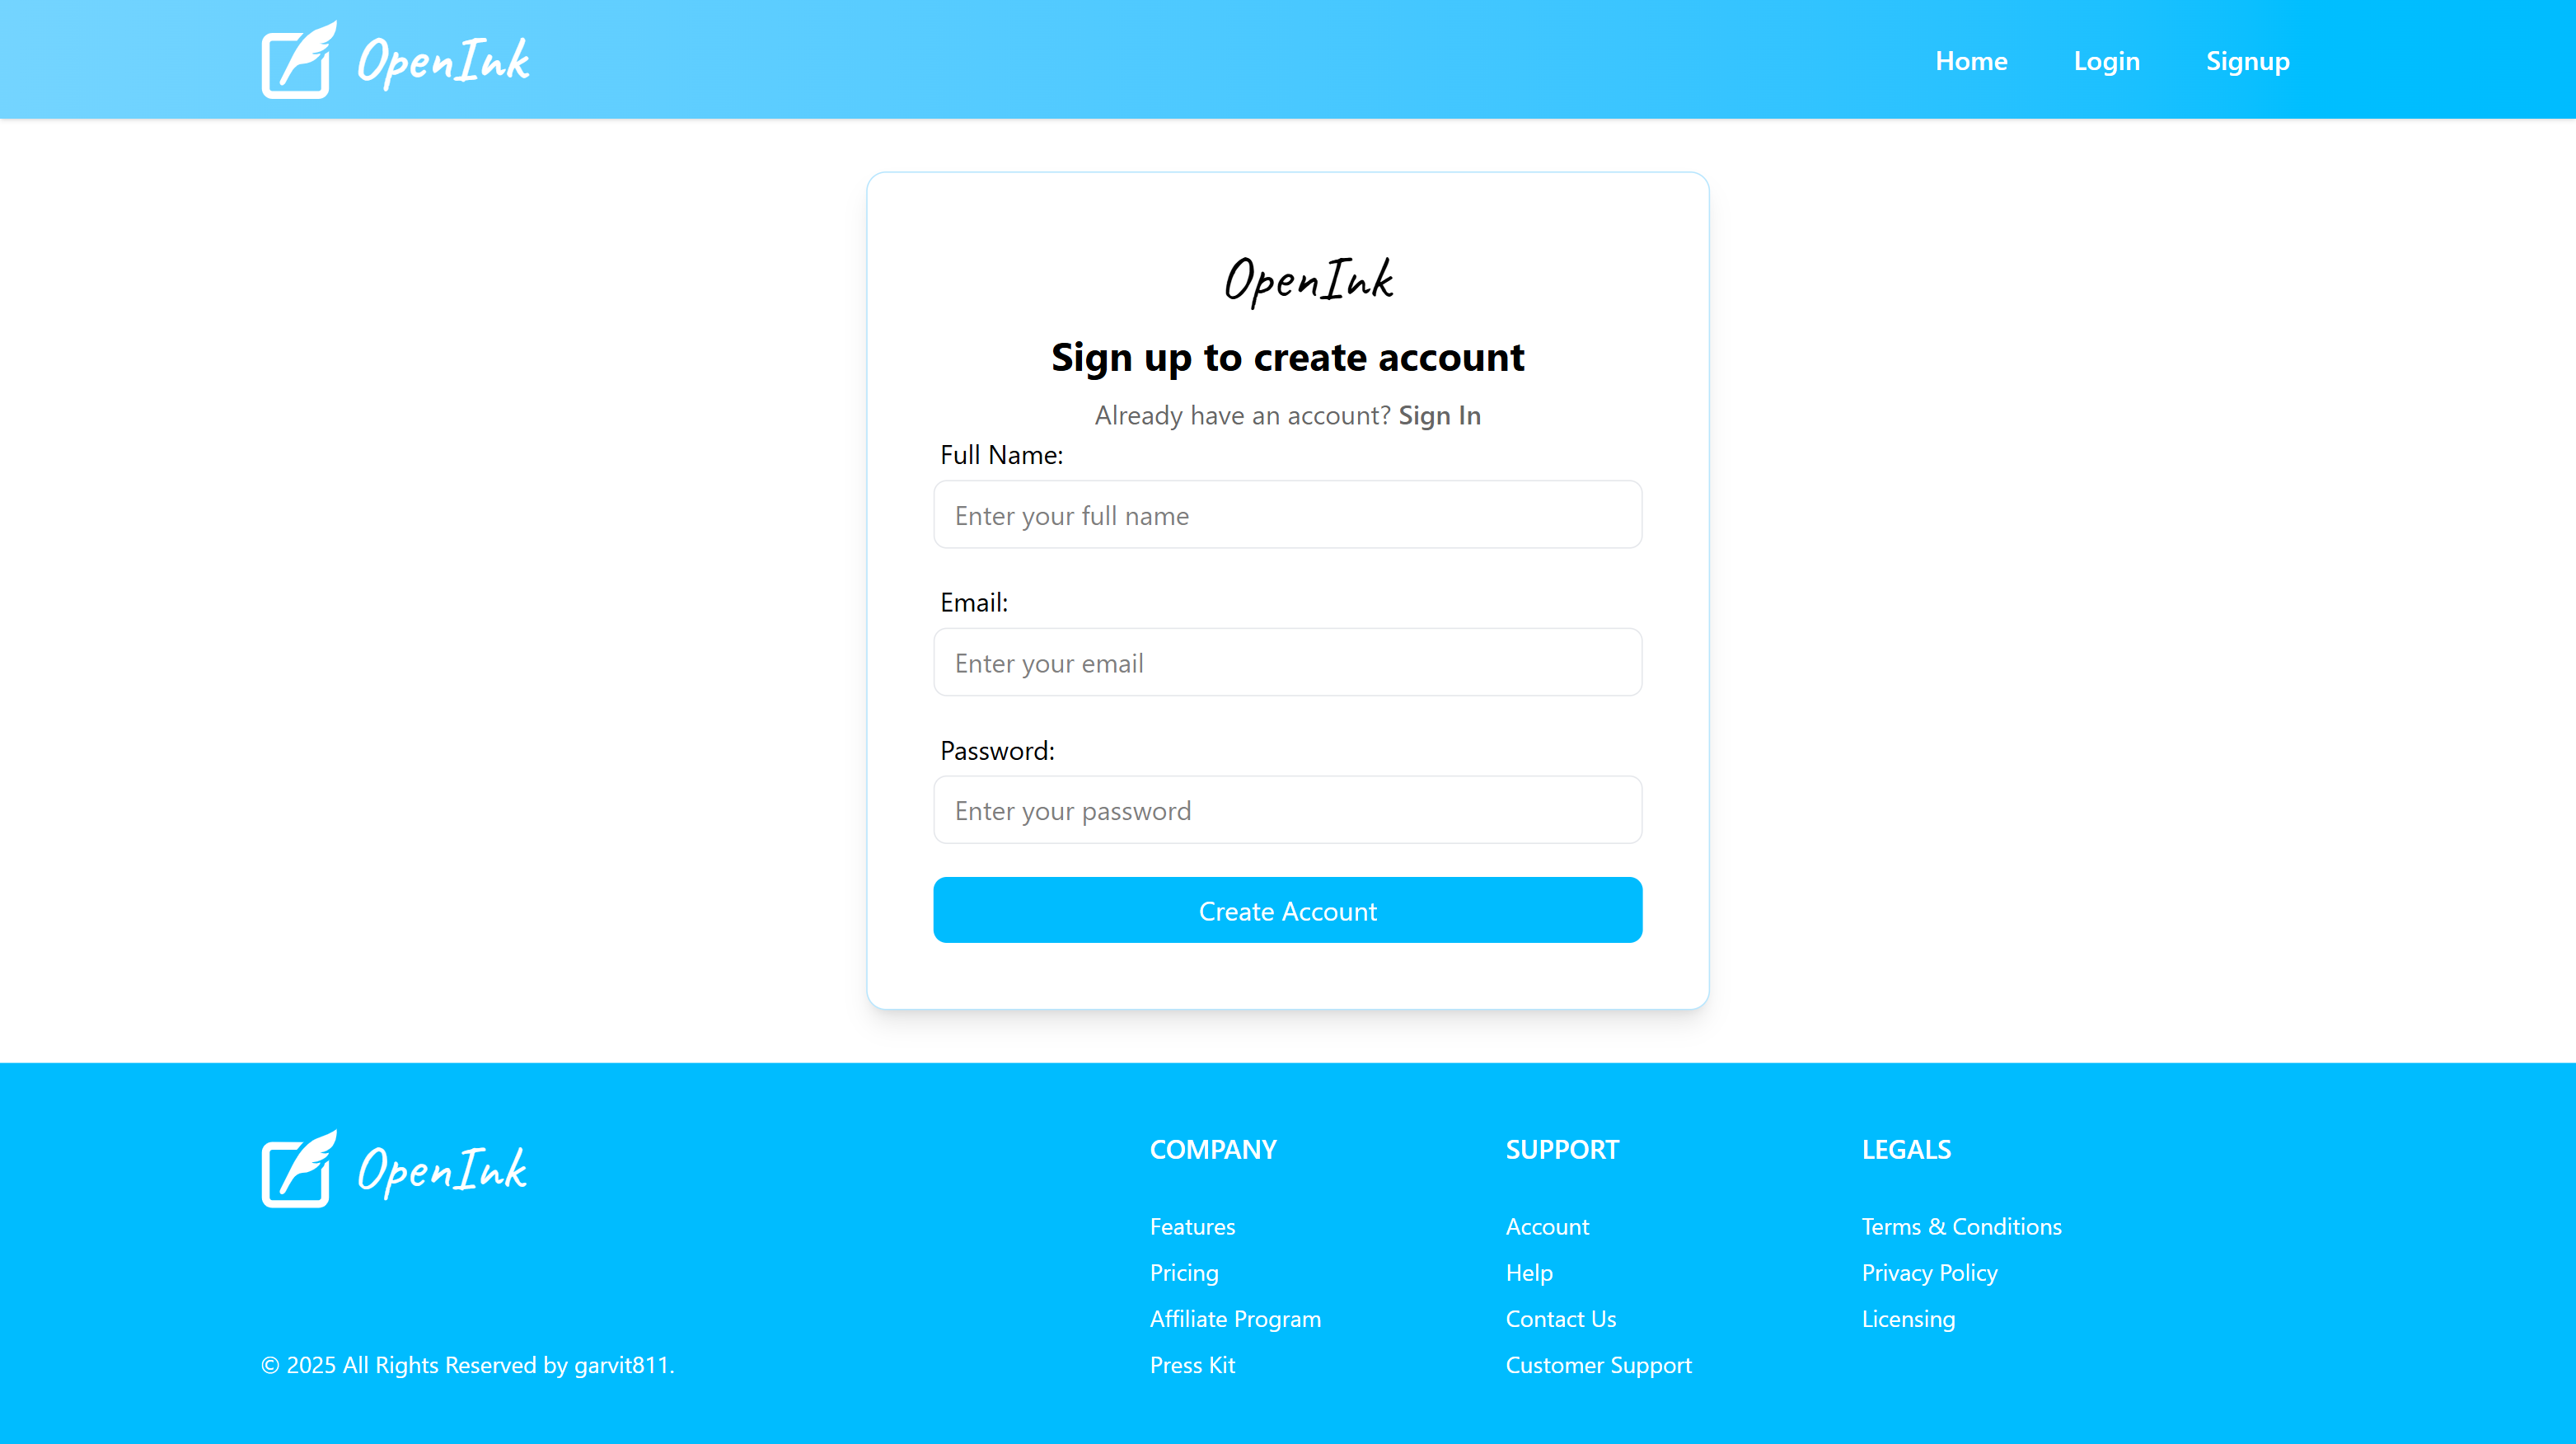 OpenInk
Home Login Signup
OpenInk
Sign up to create account
Already have an account? Sign In
Full Name:
Enter your full name
Email:
Enter your email
Password:
Enter your password
Create Account
OpenInk
© 2025 All Rights Reserved by garvit811.
COMPANY
Features
Pricing
Affiliate Program
Press Kit
SUPPORT
Account
Help
Contact Us
Customer Support
LEGALS
Terms & Conditions
Privacy Policy
Licensing